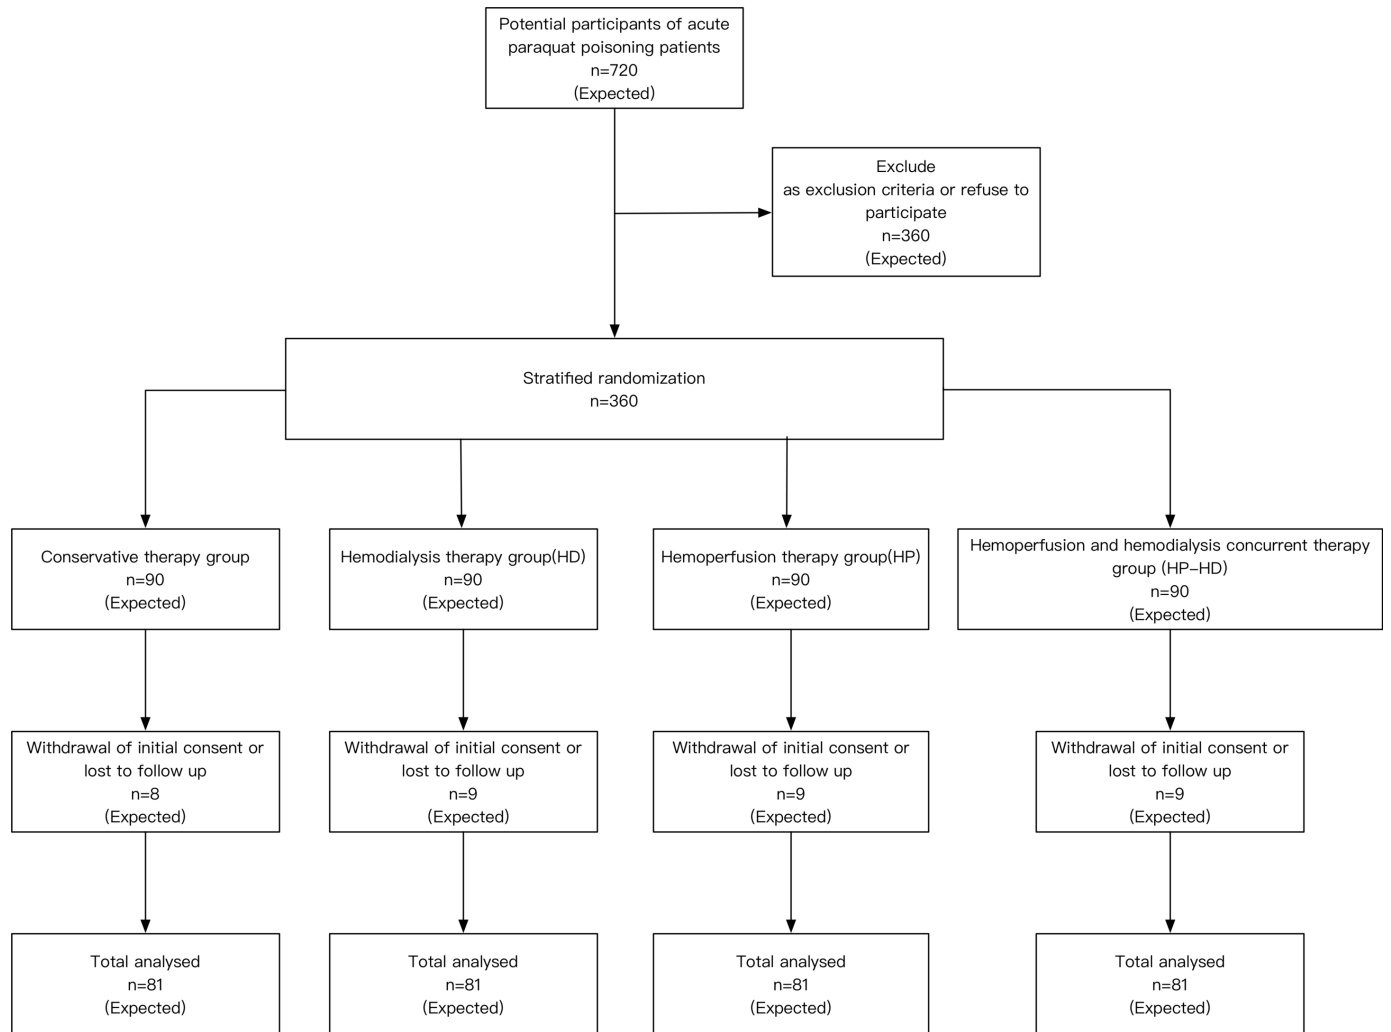 Potential participants of acute
paraquat poisoning patients
n=720
(Expected)
Exclude
as exclusion criteria or refuse to
participate
n=360
(Expected)
Stratified randomization
n=360
Conservative therapy group
n=90
(Expected)
Hemodialysis therapy group(HD)
n=90
(Expected)
Hemoperfusion therapy group(HP)
n=90
(Expected)
Hemoperfusion and hemodialysis concurrent therapy
group (HP-HD)
n=90
(Expected)
Withdrawal of initial consent or
lost to follow up
n=8
(Expected)
Withdrawal of initial consent or
lost to follow up
n=9
(Expected)
Withdrawal of initial consent or
lost to follow up
n=9
(Expected)
Withdrawal of initial consent or
lost to follow up
n=9
(Expected)
Total analysed
n=81
(Expected)
Total analysed
n=81
(Expected)
Total analysed
n=81
(Expected)
Total analysed
n=81
(Expected)